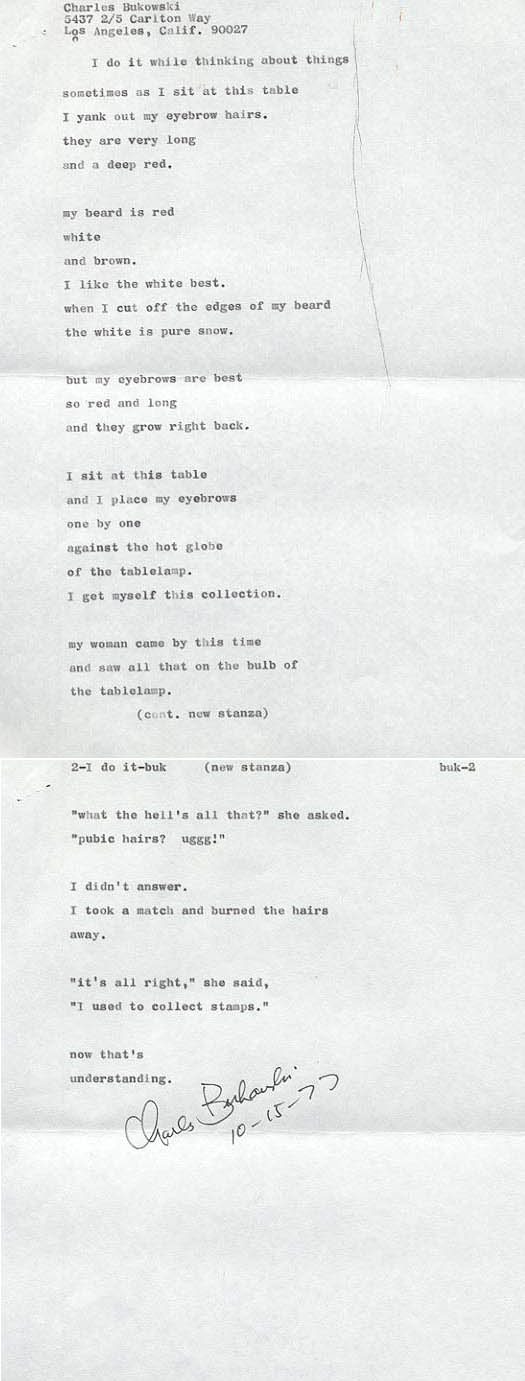 Charles Bukowski
5437 2/5 Carlton Way
Los Angeles, Calif. 90027
I do it while thinking about things
sometimes as I sit at this table
I yank out my eyebrow hairs.
they are very long
and a deep red.
my beard is red
white
and brown.
I like the white best.
when I cut off the edges of my beard
the white is pure snow.
but my eyebrows are best
so red and long
and they grow right back.
I sit at this table
and I place my eyebrows
one by one
against the hot globe
of the tablelamp.
I get myself this collection.
my woman came by this time
and saw all that on the bulb of
the tablelamp.
(cont. new stanza)
2-I do it-buk (new stanza) buk-2
"what the hell's all that?" she asked.
"pubic hairs? uggg!"
I didn't answer.
I took a match and burned the hairs
away.
"it's all right," she said,
"I used to collect stamps."
now that's
understanding.
Charles Bukowski
10-15-77